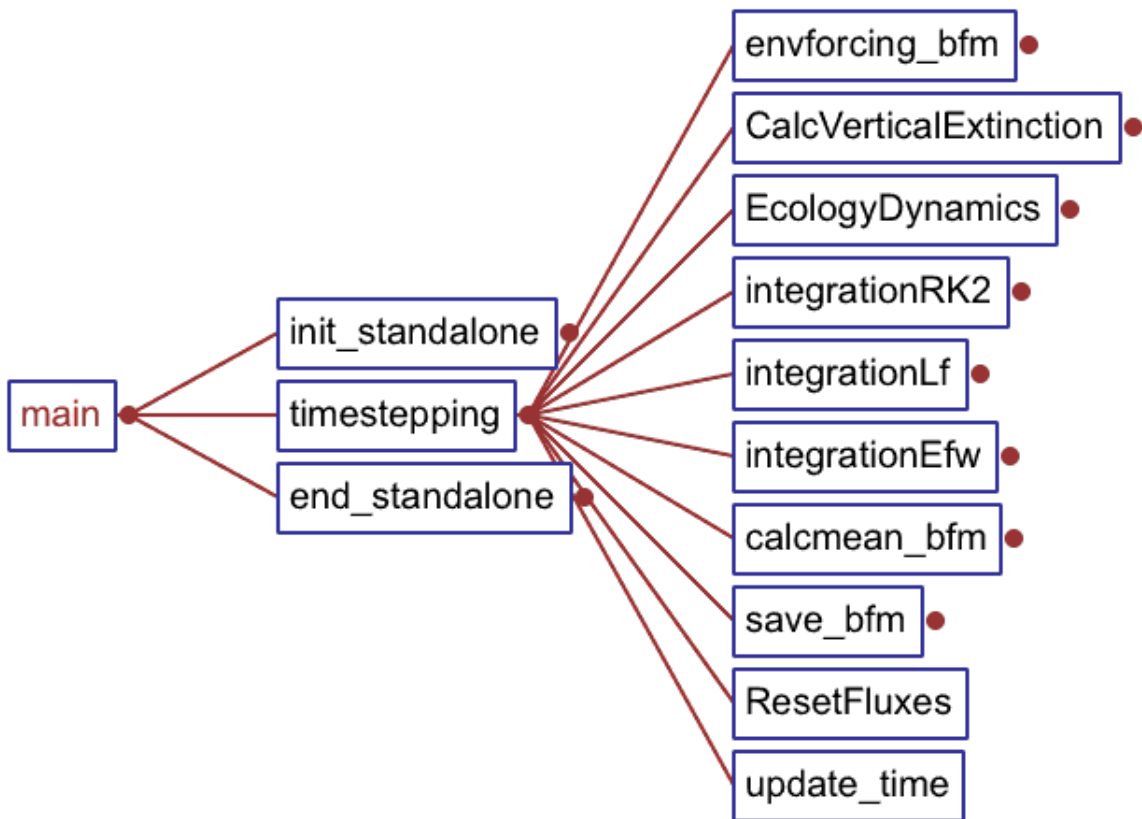 main
init_standalone
timestepping
end_standalone
envforcing_bfm
CalcVerticalExtinction
EcologyDynamics
integrationRK2
integrationLf
integrationEfw
calcmean_bfm
save_bfm
ResetFluxes
update_time